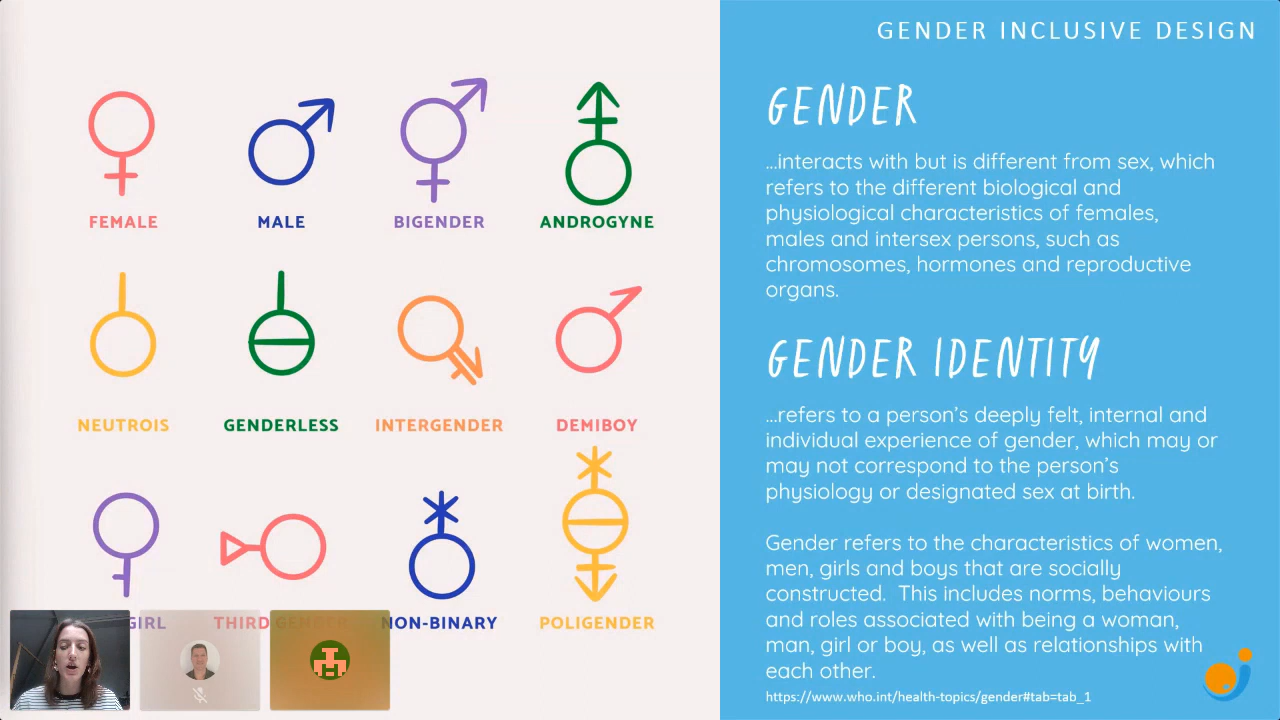 GENDER INCLUSIVE DESIGN
FEMALE
MALE
BIGENDER
ANDROGYNE
NEUTROIS
GENDERLESS
INTERGENDER
DEMIBOY
GIRL
THIRD GENDER
NON-BINARY
POLIGENDER
GENDER
...interacts with but is different from sex, which
refers to the different biological and
physiological characteristics of females,
males and intersex persons, such as
chromosomes, hormones and reproductive
organs.
GENDER IDENTITY
...refers to a person's deeply felt, internal and
individual experience of gender, which may or
may not correspond to the person's
physiology or designated sex at birth.
Gender refers to the characteristics of women,
men, girls and boys that are socially
constructed. This includes norms, behaviours
and roles associated with being a woman,
man, girl or boy, as well as relationships with
each other.
https://www.who.int/health-topics/gender#tab=tab_1